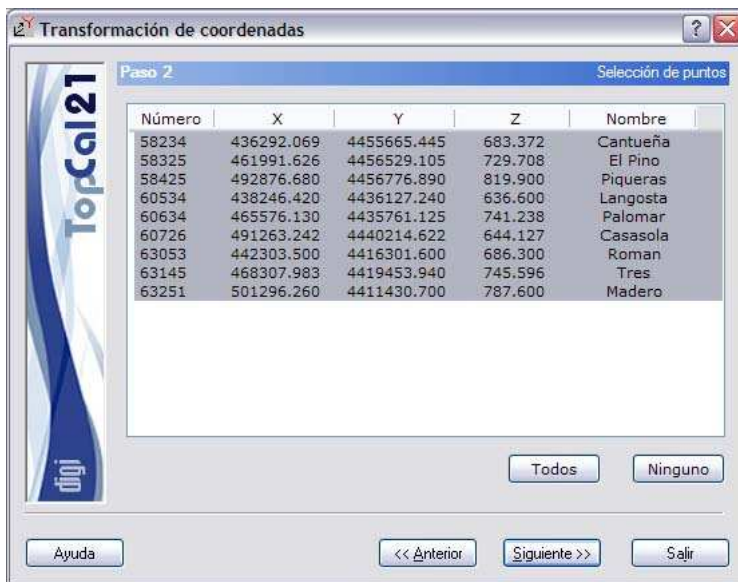 Transformación de coordenadas
Paso 2
Selección de puntos
TopCal 21
digi
Número X Y Z Nombre
58234 436292.069 4455665.445 683.372 Cantueña
58325 461991.626 4456529.105 729.708 El Pino
58425 492876.680 4456776.890 819.900 Piqueras
60534 438246.420 4436127.240 636.600 Langosta
60634 465576.130 4435761.125 741.238 Palomar
60726 491263.242 4440214.622 644.127 Casasola
63053 442303.500 4416301.600 686.300 Roman
63145 468307.983 4419453.940 745.596 Tres
63251 501296.260 4411430.700 787.600 Madero
Todos Ninguno
Ayuda << Anterior Siguiente >> Salir